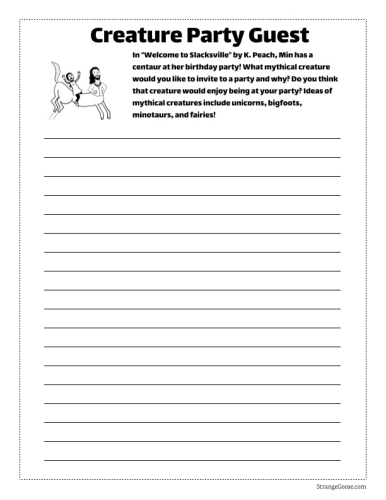 Creature Party Guest
In "Welcome to Slacksville" by K. Peach, Min has a
centaur at her birthday party! What mythical creature
would you like to invite to a party and why? Do you think
that creature would enjoy being at your party? Ideas of
mythical creatures include unicorns, bigfoots,
minotaurs, and fairies!
StrangeGoose.com